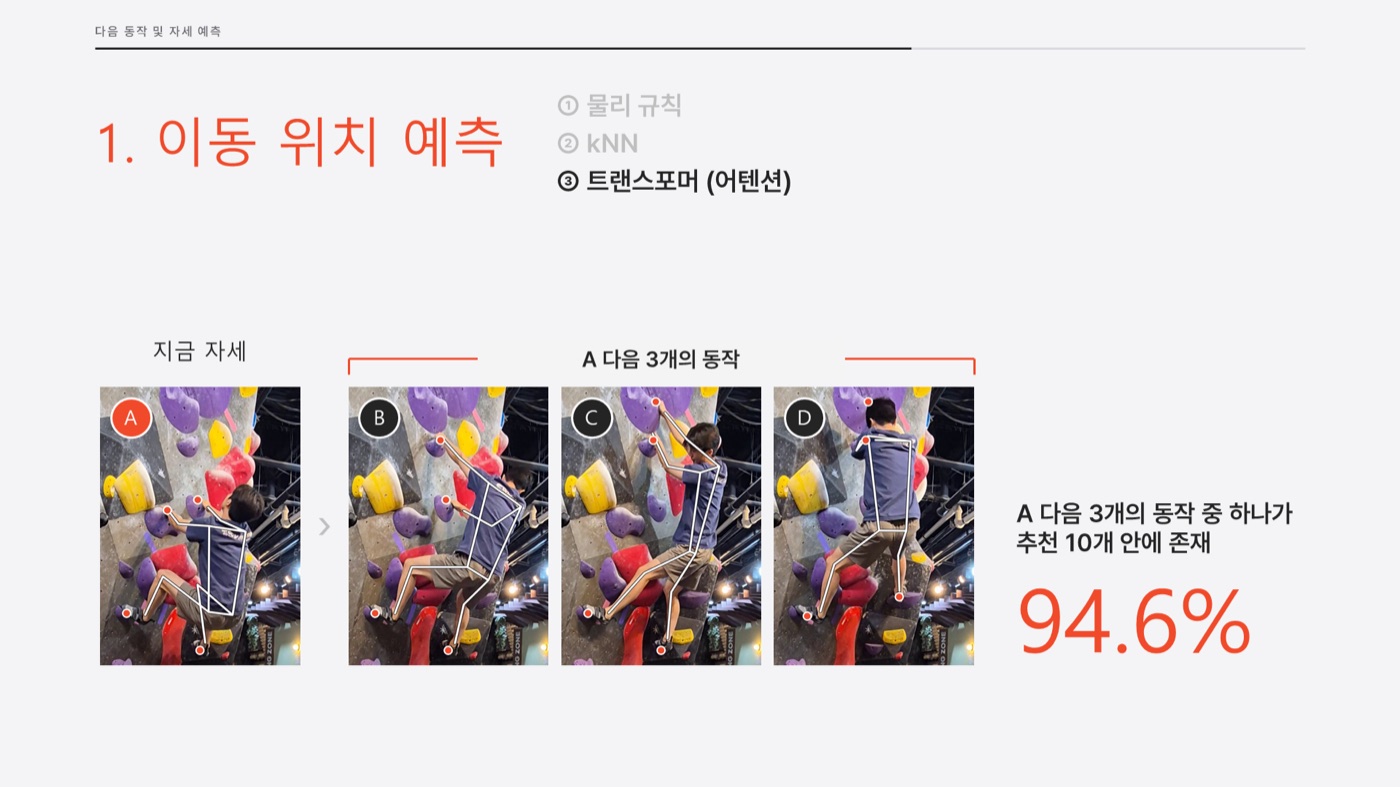 다음 동작 및 자세 예측
1. 이동 위치 예측
① 물리 규칙
② kNN
③ 트랜스포머 (어텐션)
지금 자세
A 다음 3개의 동작
A
B
C
D
A 다음 3개의 동작 중 하나가
추천 10개 안에 존재
94.6%